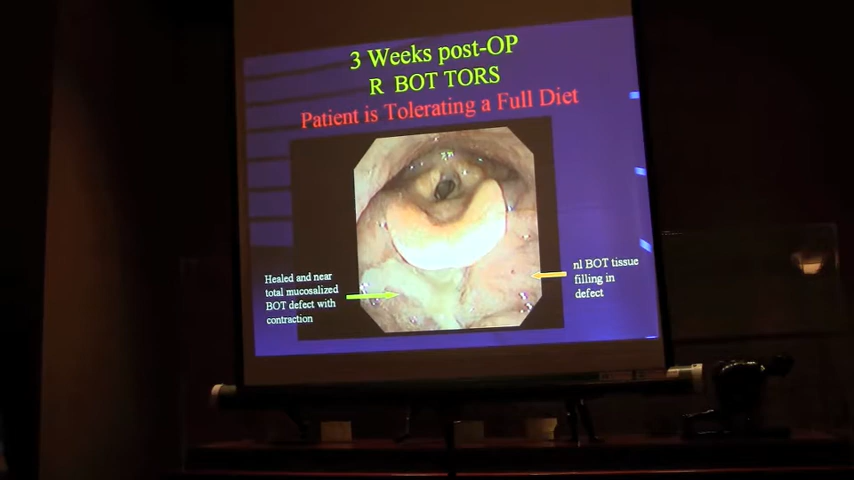 3 Weeks post-OP
R BOT TORS
Patient is Tolerating a Full Diet
Healed and near
total mucosalized
BOT defect with
contraction
nl BOT tissue
filling in
defect